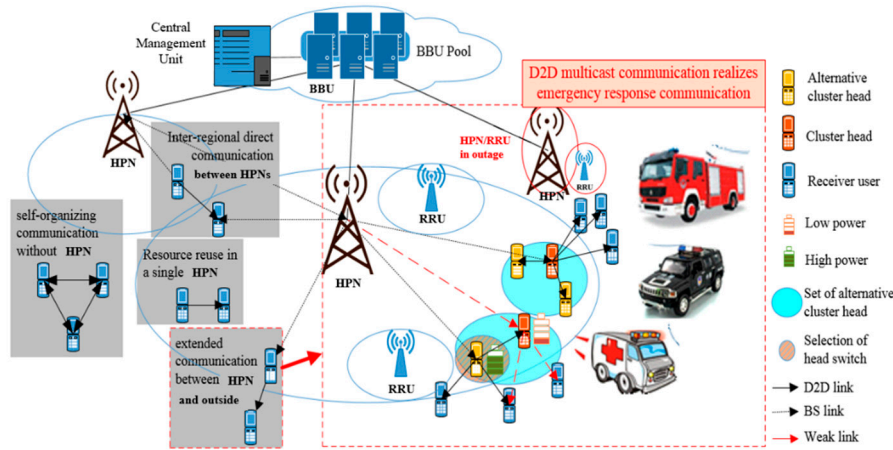 Central
Management
Unit
BBU
BBU Pool
D2D multicast communication realizes
emergency response communication
HPN
Inter-regional direct
communication
between HPNs
HPN/RRU
in outage
HPN
RRU
RRU
self-organizing
communication
without HPN
Resource reuse in
a single HPN
HPN
extended
communication
between HPN
and outside
RRU
Alternative
cluster head
Cluster head
Receiver user
Low power
High power
Set of alternative
cluster head
Selection of
head switch
D2D link
BS link
Weak link